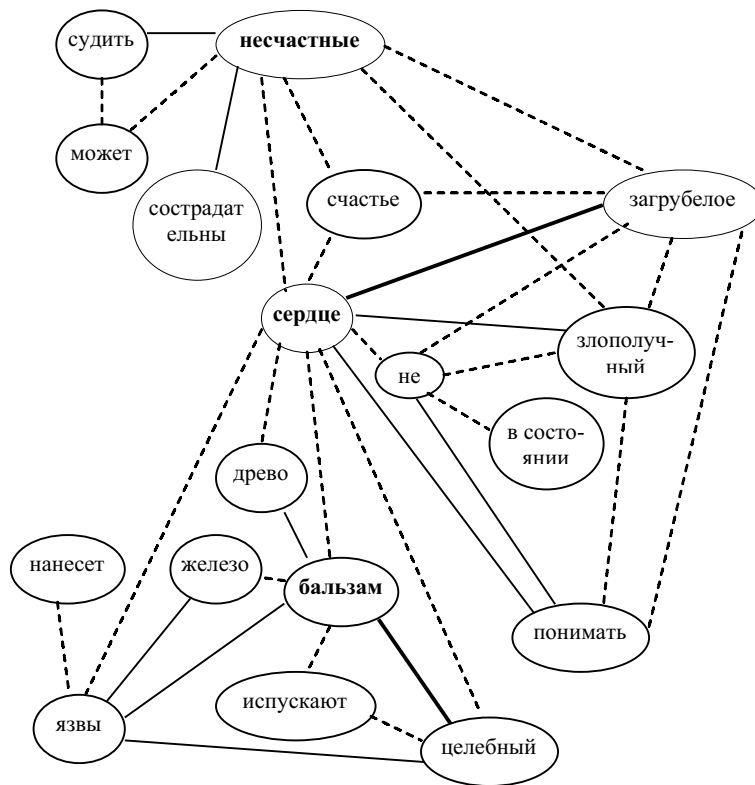 судить
несчастные
может
сострадат
ельны
счастье
загрубелое
сердце
злополуч-
ный
не
в состо-
янии
древо
нанесет
железо
бальзам
понимать
испускают
язвы
целебный